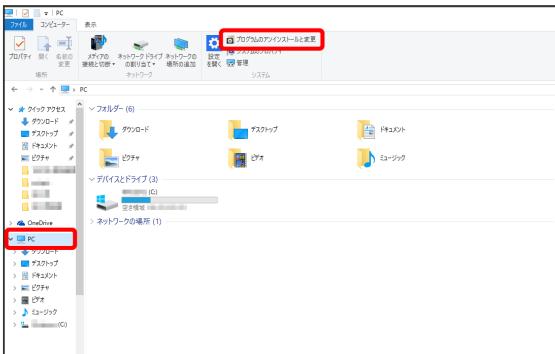 PC
ファイル
コンピューター
表示
プロパティ
開く
名前の
変更
メディアの
接続と切断
ネットワークドライブ
の割り当て
ネットワークの
場所の追加
設定
を開く
プログラムのアンインストールと変更
システムのプロパティ
管理
場所
ネットワーク
システム
PC
クイック アクセス
ダウンロード
デスクトップ
ドキュメント
ピクチャ
OneDrive
PC
ダウンロード
デスクトップ
ドキュメント
ピクチャ
ビデオ
ミュージック
(C:)
フォルダー (6)
ダウンロード
デスクトップ
ドキュメント
ピクチャ
ビデオ
ミュージック
デバイスとドライブ (3)
(C:)
空き領域
ネットワークの場所 (1)